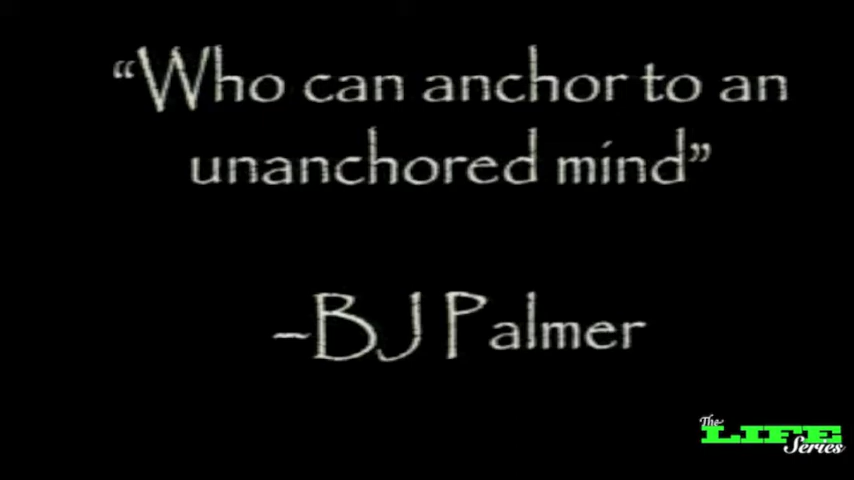 “Who can anchor to an
unanchored mind”
–BJ Palmer
The
LIFE
Series